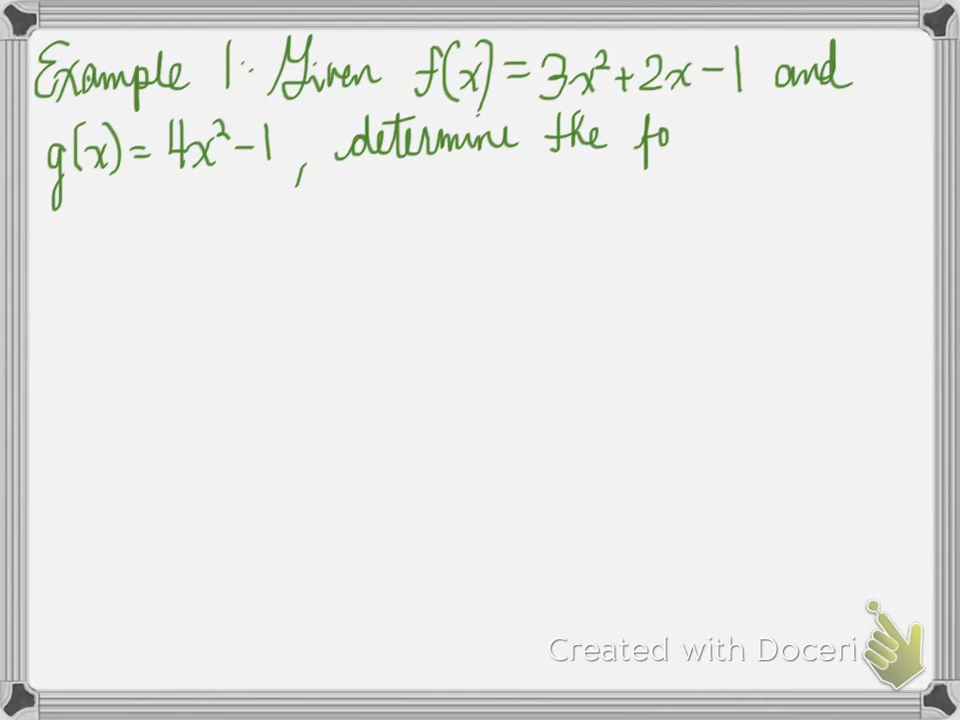 Example 1: Given f(x) = 3x² + 2x - 1 and
g(x) = 4x² - 1, determine the fo
Created with Doceri